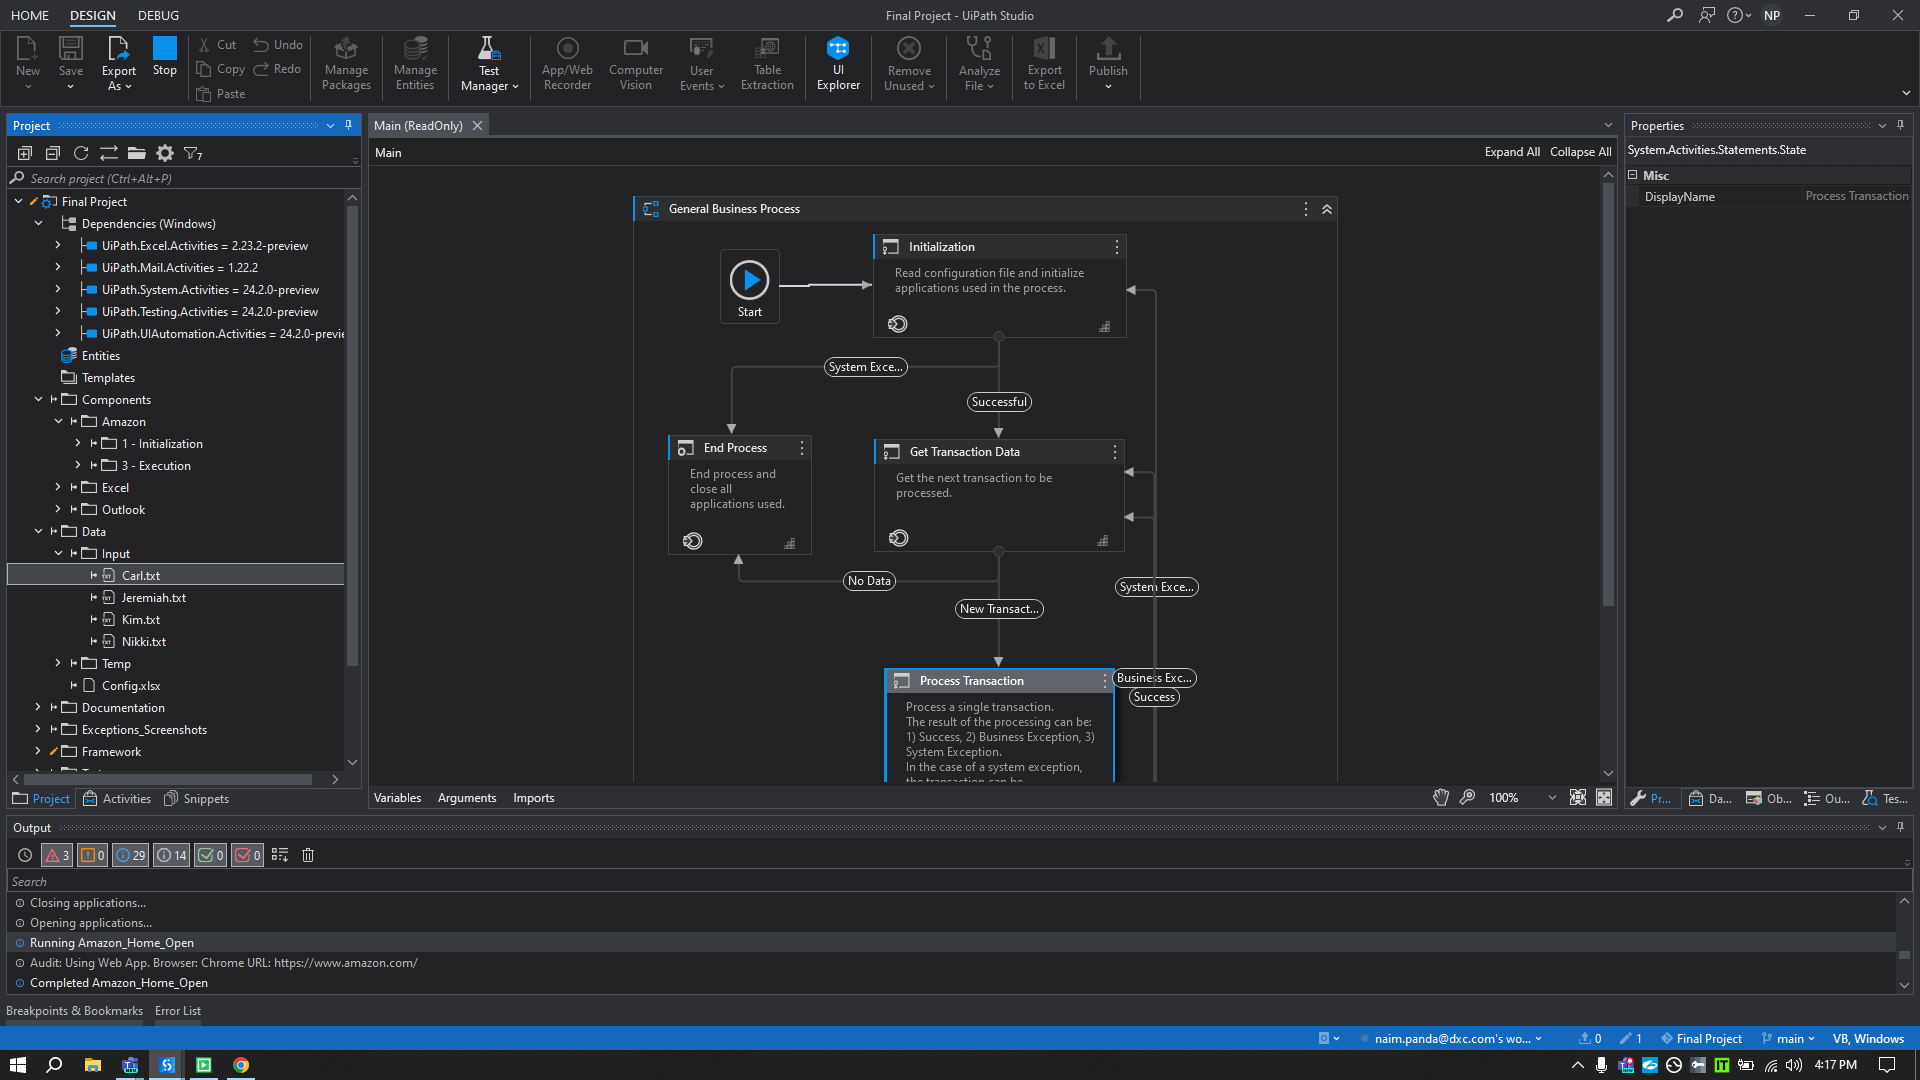 HOME DESIGN DEBUG
Final Project - UiPath Studio
NP
New
Save
Export As
Stop
Cut
Copy
Paste
Undo
Redo
Manage Packages
Manage Entities
Test Manager
App/Web Recorder
Computer Vision
User Events
Table Extraction
UI Explorer
Remove Unused
Analyze File
Export to Excel
Publish
Project
7
Search project (Ctrl+Alt+P)
Final Project
Dependencies (Windows)
UiPath.Excel.Activities = 2.23.2-preview
UiPath.Mail.Activities = 1.22.2
UiPath.System.Activities = 24.2.0-preview
UiPath.Testing.Activities = 24.2.0-preview
UiPath.UIAutomation.Activities = 24.2.0-previe
Entities
Templates
Components
Amazon
1 - Initialization
3 - Execution
Excel
Outlook
Data
Input
Carl.txt
Jeremiah.txt
Kim.txt
Nikki.txt
Temp
Config.xlsx
Documentation
Exceptions_Screenshots
Framework
Project Activities Snippets
Main (ReadOnly)
Main
Expand All Collapse All
General Business Process
Start
Initialization
Read configuration file and initialize
applications used in the process.
System Exce...
Successful
End Process
End process and
close all
applications used.
Get Transaction Data
Get the next transaction to be
processed.
No Data
New Transact...
System Exce...
Business Exc...
Success
Process Transaction
Process a single transaction.
The result of the processing can be:
1) Success, 2) Business Exception, 3)
System Exception.
In the case of a system exception,
the transaction can be
Variables Arguments Imports
100%
Properties
System.Activities.Statements.State
Misc
DisplayName Process Transaction
Pr... Da... Ob... Ou... Tes...
Output
3 0 29 14 0 0
Search
Closing applications...
Opening applications...
Running Amazon_Home_Open
Audit: Using Web App. Browser: Chrome URL: https://www.amazon.com/
Completed Amazon_Home_Open
Breakpoints & Bookmarks Error List
naim.panda@dxc.com's wo... 0 1 Final Project main VB, Windows
4:17 PM